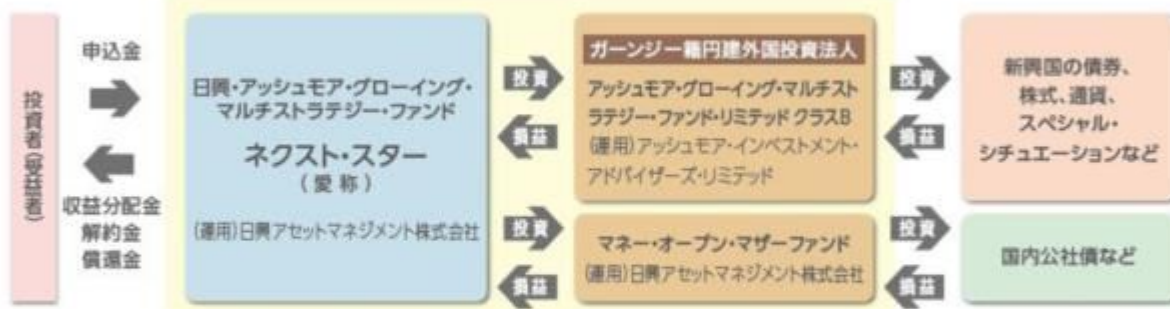 投資者(受益者)
申込金
収益分配金
解約金
償還金
日興・アッシュモア・グローイング・
マルチストラテジー・ファンド
ネクスト・スター
(愛称)
(運用)日興アセットマネジメント株式会社
投資
損益
投資
損益
ガーンジー籍円建外国投資法人
アッシュモア・グローイング・マルチスト
ラテジー・ファンド・リミテッド クラスB
(運用)アッシュモア・インベストメント・
アドバイザーズ・リミテッド
マネー・オープン・マザーファンド
(運用)日興アセットマネジメント株式会社
投資
損益
投資
損益
新興国の債券、
株式、通貨、
スペシャル・
シチュエーションなど
国内公社債など